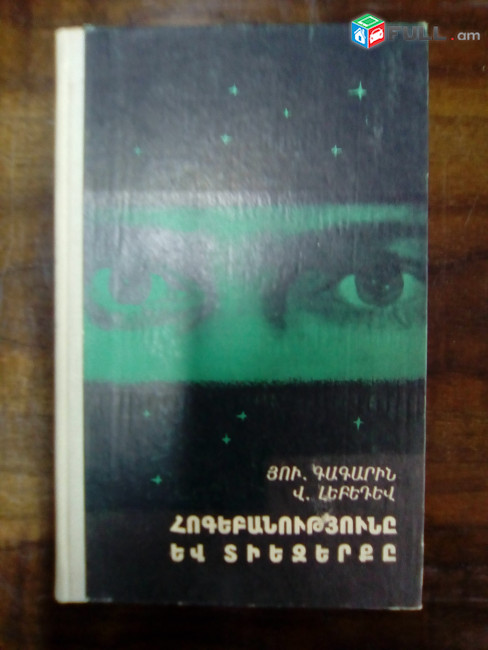 FULL.am
ՅՈՒ. ԳԱԳԱՐԻՆ
Վ. ԼԵԲԵԴԵՎ
ՀՈԳԵԲԱՆՈՒԹՅՈՒՆԸ
ԵՎ ՏԻԵԶԵՐՔԸ